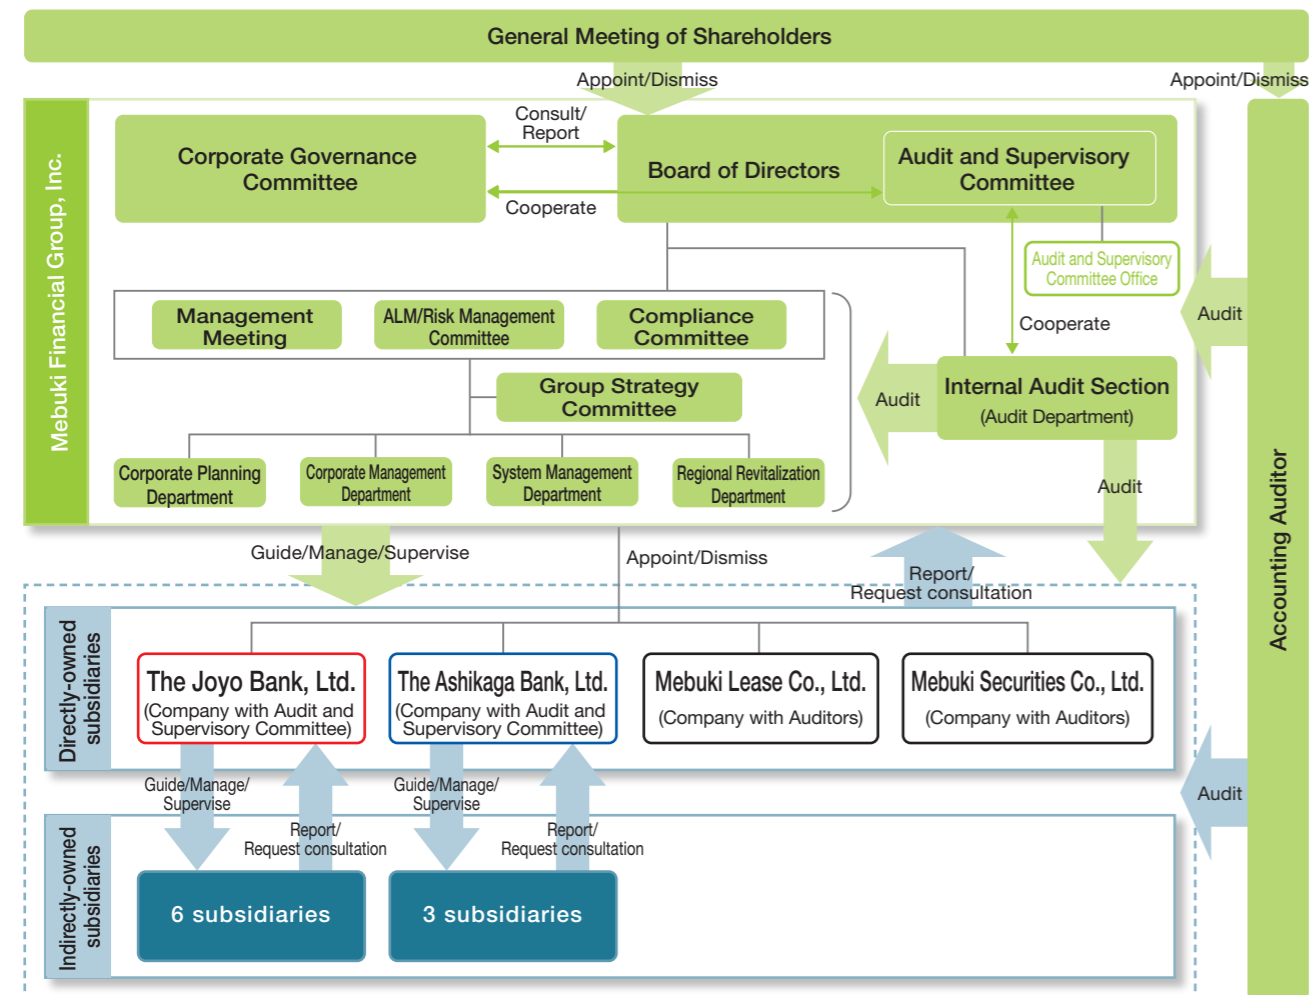 General Meeting of Shareholders
Appoint/Dismiss
Appoint/Dismiss
Mebuki Financial Group, Inc.
Corporate Governance
Committee
Consult/
Report
Cooperate
Board of Directors
Audit and Supervisory
Committee
Audit and Supervisory
Committee Office
Audit
Cooperate
Management
Meeting
ALM/Risk Management
Committee
Compliance
Committee
Group Strategy
Committee
Audit
Internal Audit Section
(Audit Department)
Corporate Planning
Department
Corporate Management
Department
System Management
Department
Regional Revitalization
Department
Audit
Accounting Auditor
Guide/Manage/Supervise
Appoint/Dismiss
Report/
Request consultation
Directly-owned
subsidiaries
The Joyo Bank, Ltd.
(Company with Audit and
Supervisory Committee)
The Ashikaga Bank, Ltd.
(Company with Audit and
Supervisory Committee)
Mebuki Lease Co., Ltd.
(Company with Auditors)
Mebuki Securities Co., Ltd.
(Company with Auditors)
Guide/Manage/
Supervise
Report/
Request consultation
Guide/Manage/
Supervise
Report/
Request consultation
Audit
Indirectly-owned
subsidiaries
6 subsidiaries
3 subsidiaries